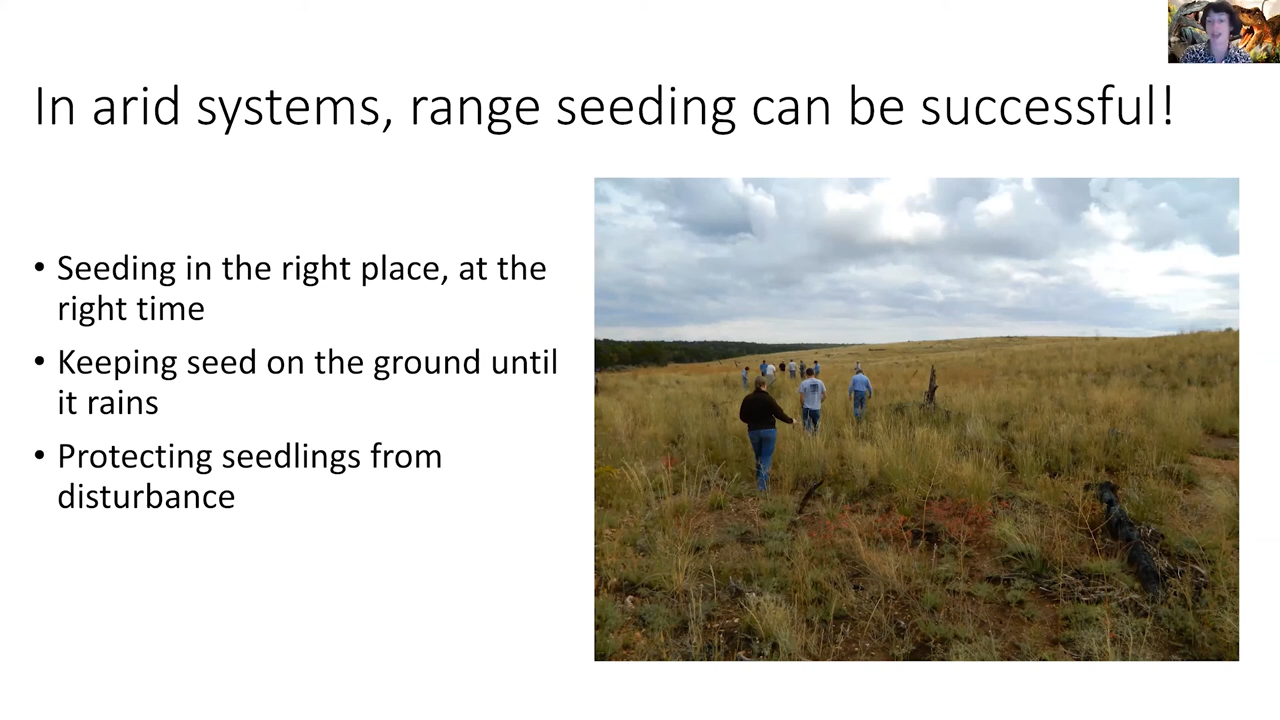 In arid systems, range seeding can be successful!
• Seeding in the right place, at the
right time
• Keeping seed on the ground until
it rains
• Protecting seedlings from
disturbance